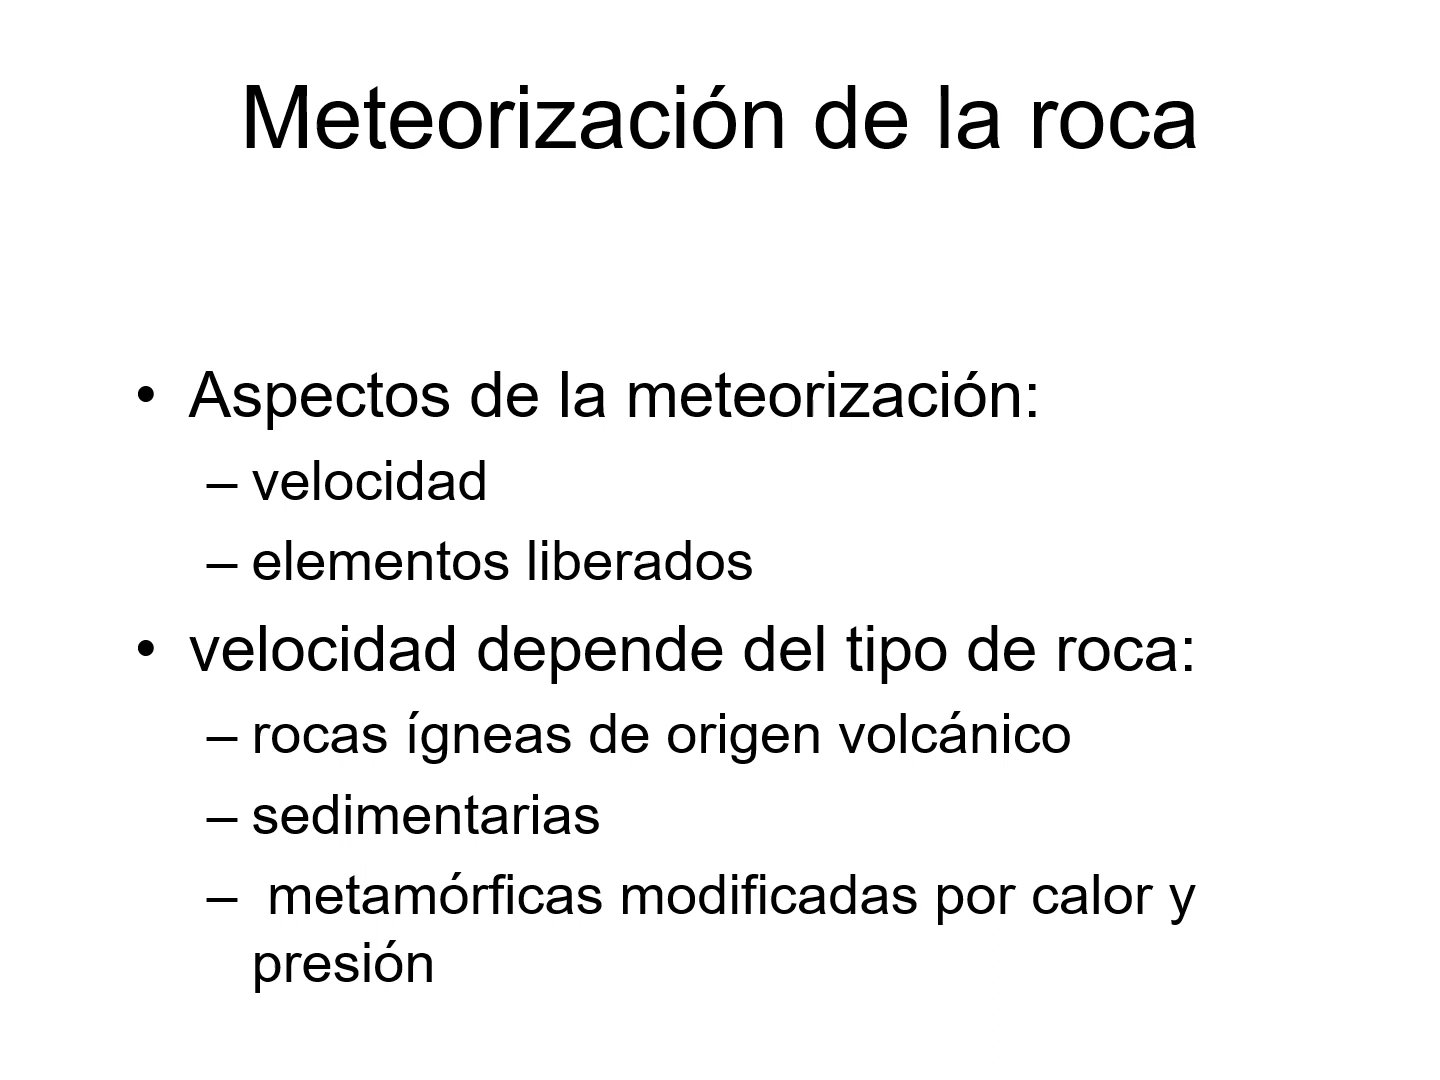 Meteorización de la roca
• Aspectos de la meteorización:
– velocidad
– elementos liberados
• velocidad depende del tipo de roca:
– rocas ígneas de origen volcánico
– sedimentarias
– metamórficas modificadas por calor y
presión